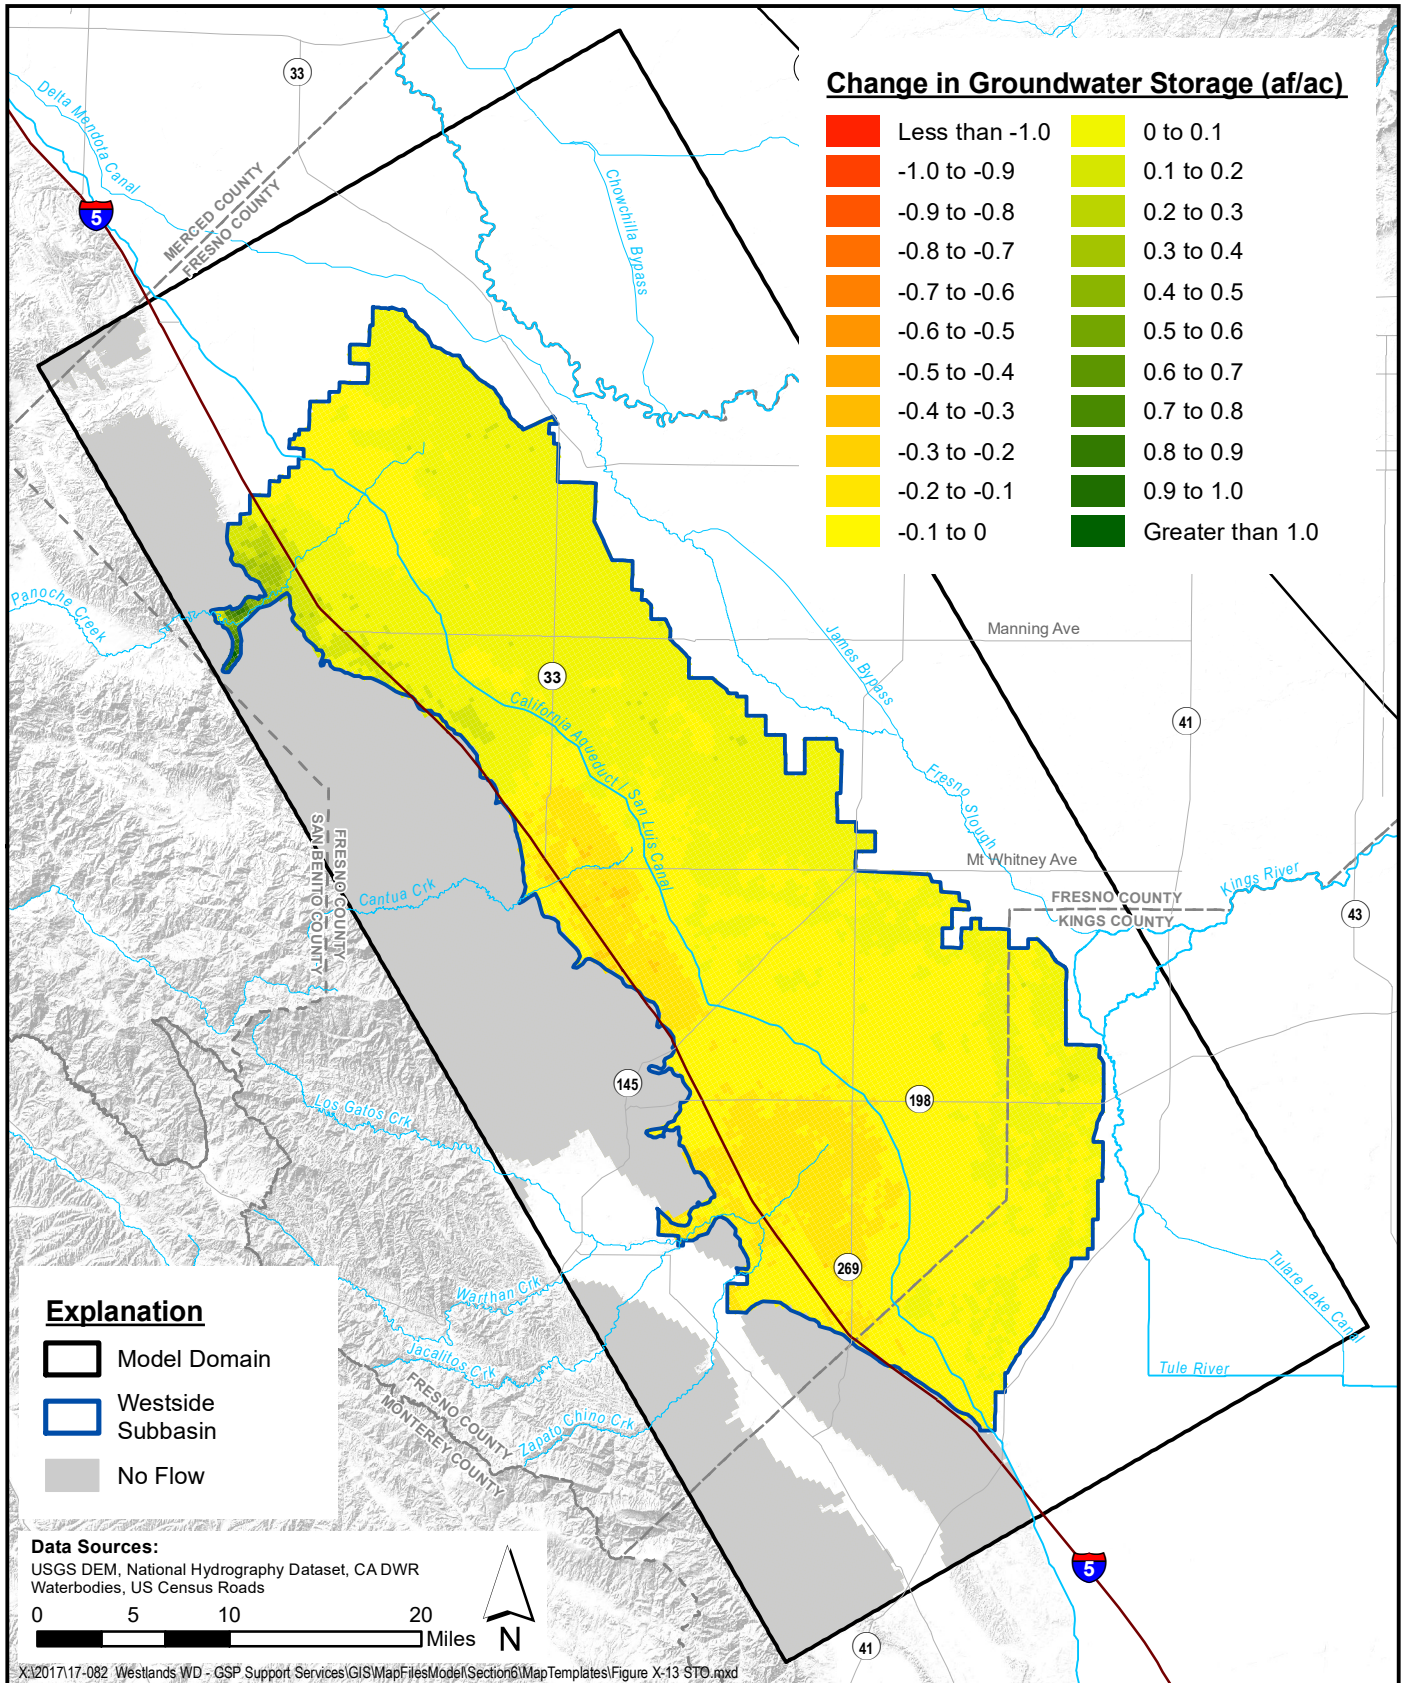 33
Delta Mendota Canal
5
MERCED COUNTY
FRESNO COUNTY
Chowchilla Bypass
Change in Groundwater Storage (af/ac)
Less than -1.0
-1.0 to -0.9
-0.9 to -0.8
-0.8 to -0.7
-0.7 to -0.6
-0.6 to -0.5
-0.5 to -0.4
-0.4 to -0.3
-0.3 to -0.2
-0.2 to -0.1
-0.1 to 0
0 to 0.1
0.1 to 0.2
0.2 to 0.3
0.3 to 0.4
0.4 to 0.5
0.5 to 0.6
0.6 to 0.7
0.7 to 0.8
0.8 to 0.9
0.9 to 1.0
Greater than 1.0
Panoche Creek
James Bypass
Manning Ave
33
41
California Aqueduct / San Luis Canal
Fresno Slough
SAN BENITO COUNTY
FRESNO COUNTY
Cantua Crk
Mt Whitney Ave
FRESNO COUNTY
KINGS COUNTY
Kings River
43
145
198
Los Gatos Crk
269
Warthan Crk
Jacalitos Crk
Zapato Chino Crk
FRESNO COUNTY
MONTEREY COUNTY
Tulare Lake Canal
Tule River
Explanation
Model Domain
Westside
Subbasin
No Flow
Data Sources:
USGS DEM, National Hydrography Dataset, CA DWR
Waterbodies, US Census Roads
0 5 10 20
Miles
N
5
41
X:\2017\17-082 Westlands WD - GSP Support Services\GIS\MapFilesModel\Section6\MapTemplates\Figure X-13 STO.mxd